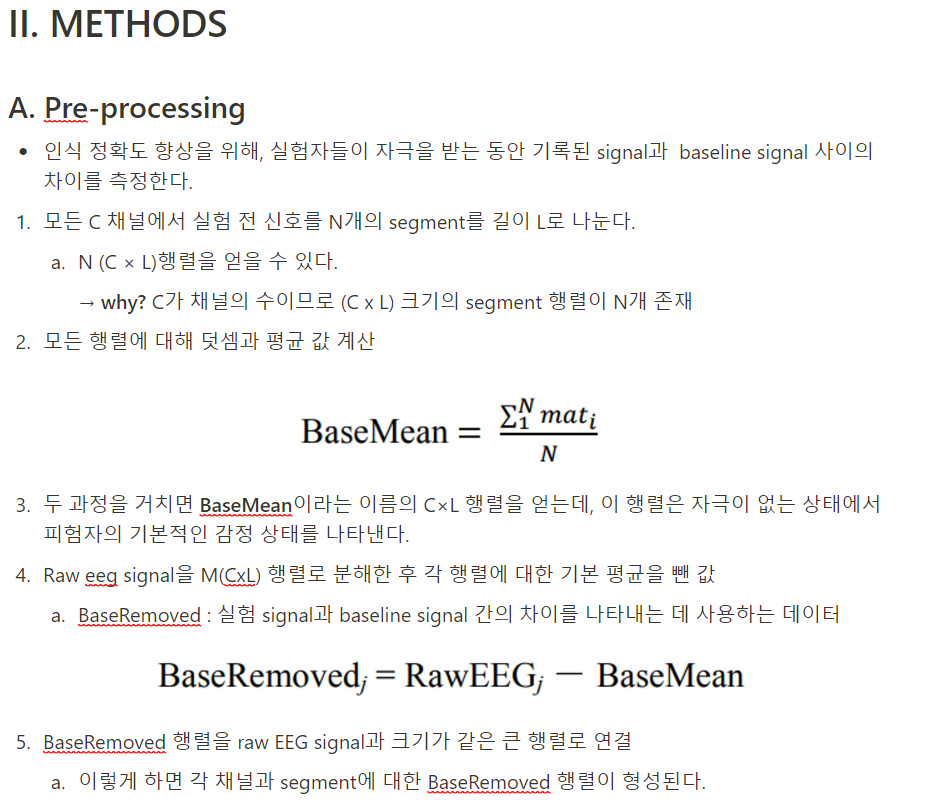 II. METHODS
A. Pre-processing
• 인식 정확도 향상을 위해, 실험자들이 자극을 받는 동안 기록된 signal과 baseline signal 사이의
차이를 측정한다.
1. 모든 C 채널에서 실험 전 신호를 N개의 segment를 길이 L로 나눈다.
a. N (C × L)행렬을 얻을 수 있다.
→ why? C가 채널의 수이므로 (C x L) 크기의 segment 행렬이 N개 존재
2. 모든 행렬에 대해 덧셈과 평균 값 계산
BaseMean = ∑₁ᴺ matᵢ / N
3. 두 과정을 거치면 BaseMean이라는 이름의 C×L 행렬을 얻는데, 이 행렬은 자극이 없는 상태에서
피험자의 기본적인 감정 상태를 나타낸다.
4. Raw eeg signal을 M(CxL) 행렬로 분해한 후 각 행렬에 대한 기본 평균을 뺀 값
a. BaseRemoved : 실험 signal과 baseline signal 간의 차이를 나타내는 데 사용하는 데이터
BaseRemovedⱼ = RawEEGⱼ − BaseMean
5. BaseRemoved 행렬을 raw EEG signal과 크기가 같은 큰 행렬로 연결
a. 이렇게 하면 각 채널과 segment에 대한 BaseRemoved 행렬이 형성된다.